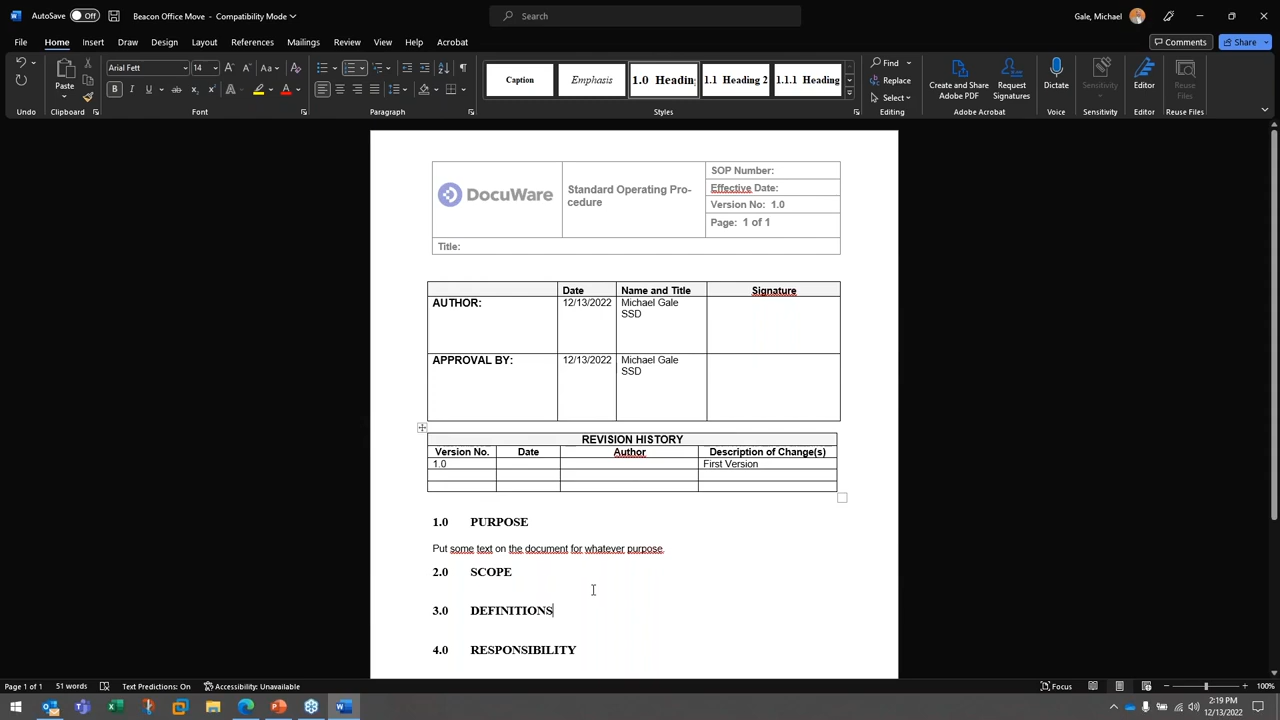 AutoSave Off Beacon Office Move - Compatibility Mode Search Gale, Michael
File Home Insert Draw Design Layout References Mailings Review View Help Acrobat Comments Share
Arial Fett 14 Aa
Paste
B I U ab x₂ x² A A
Caption Emphasis 1.0 Heading 1.1 Heading 2 1.1.1 Heading
Find
Replace
Select
Create and Share
Adobe PDF
Request
Signatures
Dictate
Sensitivity
Editor
Reuse
Files
Undo Clipboard Font Paragraph Styles Editing Adobe Acrobat Voice Sensitivity Editor Reuse Files
DocuWare
Standard Operating Pro-
cedure
SOP Number:
Effective Date:
Version No: 1.0
Page: 1 of 1
Title:
Date Name and Title Signature
AUTHOR: 12/13/2022 Michael Gale
SSD
APPROVAL BY: 12/13/2022 Michael Gale
SSD
REVISION HISTORY
Version No. Date Author Description of Change(s)
1.0 First Version
1.0 PURPOSE
Put some text on the document for whatever purpose.
2.0 SCOPE
3.0 DEFINITIONS
4.0 RESPONSIBILITY
Page 1 of 1 51 words Text Predictions: On Accessibility: Unavailable Focus 100%
2:19 PM
12/13/2022